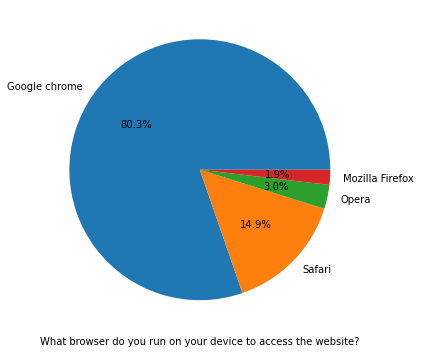 Google chrome
80.3%
1.9%
Mozilla Firefox
3.0%
Opera
14.9%
Safari
What browser do you run on your device to access the website?